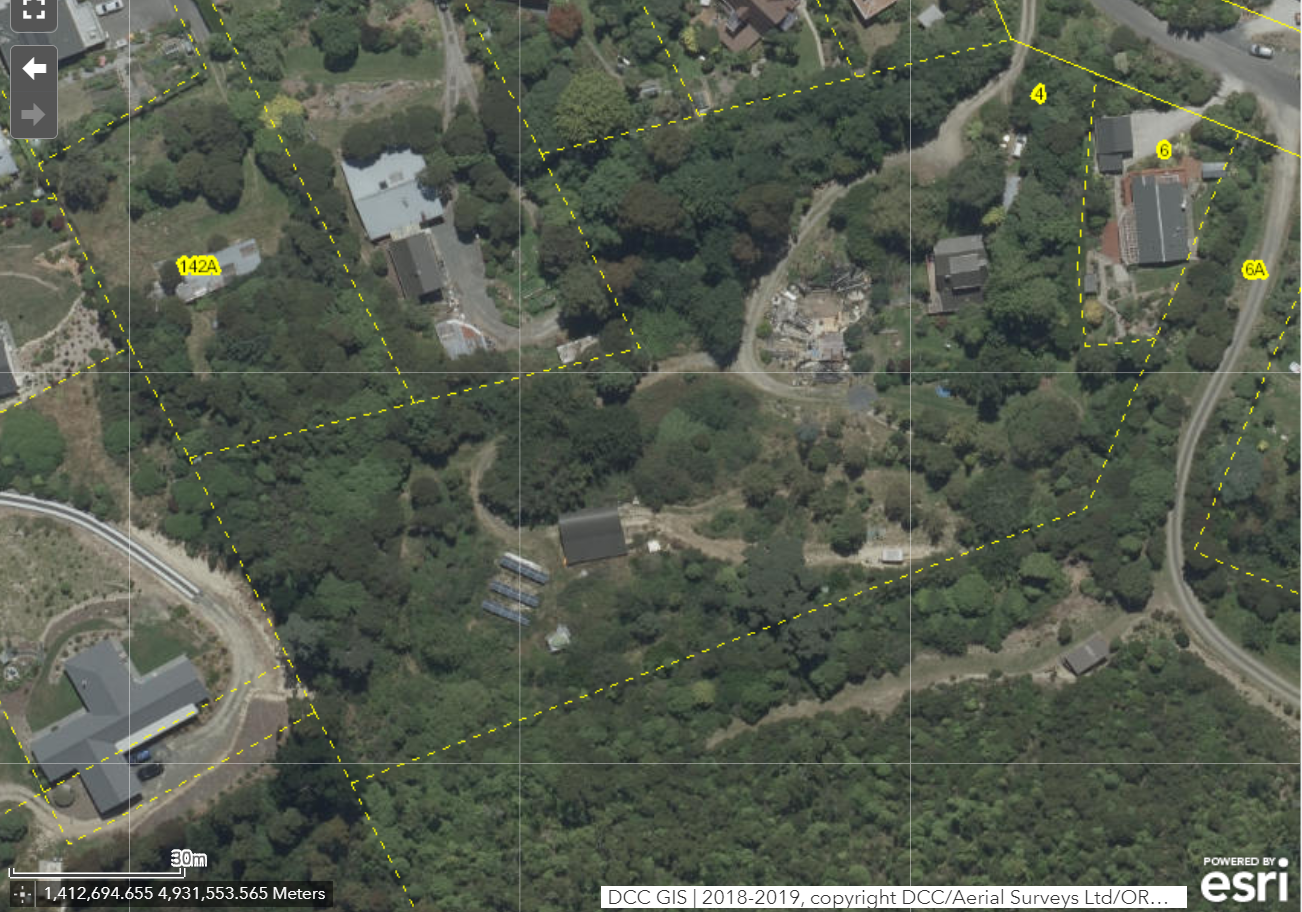 4
6
142A
6A
30m
1,412,694.655 4,931,553.565 Meters
DCC GIS | 2018-2019, copyright DCC/Aerial Surveys Ltd/OR...
POWERED BY
esri